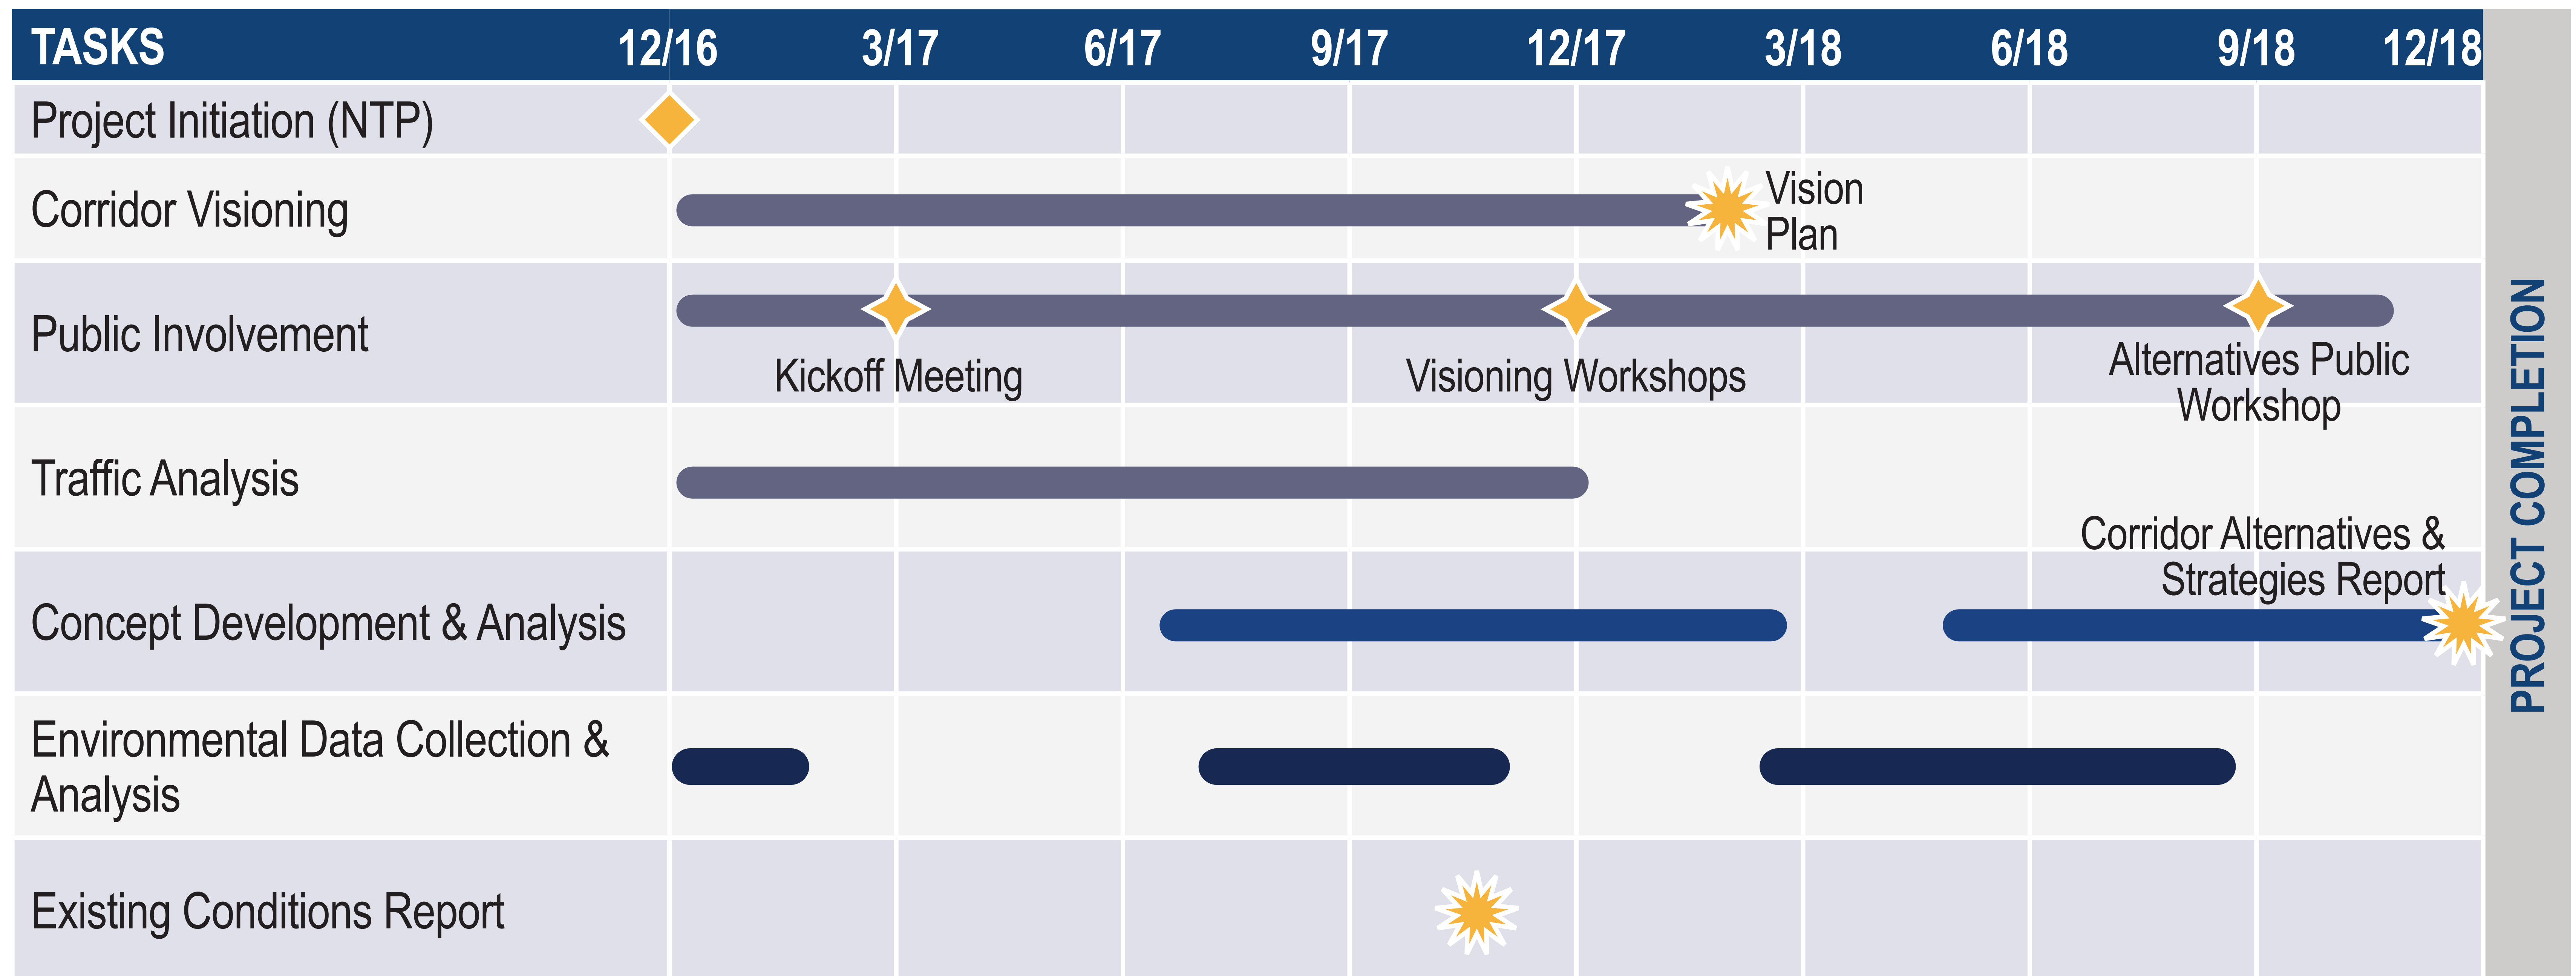 TASKS 12/16 3/17 6/17 9/17 12/17 3/18 6/18 9/18 12/18
Project Initiation (NTP)
Corridor Visioning
Vision
Plan
Public Involvement
Kickoff Meeting
Visioning Workshops
Alternatives Public
Workshop
Traffic Analysis
Corridor Alternatives &
Strategies Report
Concept Development & Analysis
Environmental Data Collection &
Analysis
Existing Conditions Report
PROJECT COMPLETION